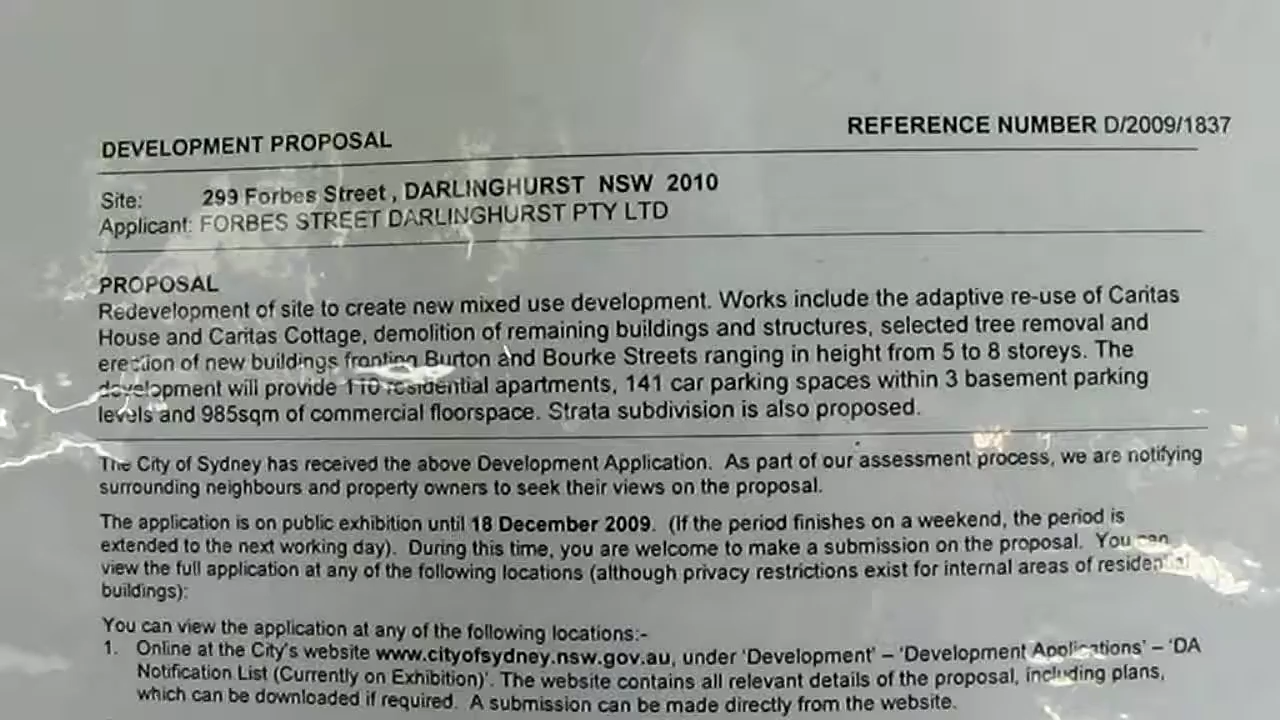 DEVELOPMENT PROPOSAL REFERENCE NUMBER D/2009/1837
Site: 299 Forbes Street, DARLINGHURST NSW 2010
Applicant: FORBES STREET DARLINGHURST PTY LTD
PROPOSAL
Redevelopment of site to create new mixed use development. Works include the adaptive re-use of Caritas
House and Caritas Cottage, demolition of remaining buildings and structures, selected tree removal and
erection of new buildings fronting Burton and Bourke Streets ranging in height from 5 to 8 storeys. The
development will provide 110 residential apartments, 141 car parking spaces within 3 basement parking
levels and 985sqm of commercial floorspace. Strata subdivision is also proposed.
The City of Sydney has received the above Development Application. As part of our assessment process, we are notifying
surrounding neighbours and property owners to seek their views on the proposal.
The application is on public exhibition until 18 December 2009. (If the period finishes on a weekend, the period is
extended to the next working day). During this time, you are welcome to make a submission on the proposal. You can
view the full application at any of the following locations (although privacy restrictions exist for internal areas of residential
buildings):
You can view the application at any of the following locations:-
1. Online at the City's website www.cityofsydney.nsw.gov.au, under 'Development' – 'Development Applications' – 'DA
Notification List (Currently on Exhibition)'. The website contains all relevant details of the proposal, including plans,
which can be downloaded if required. A submission can be made directly from the website.